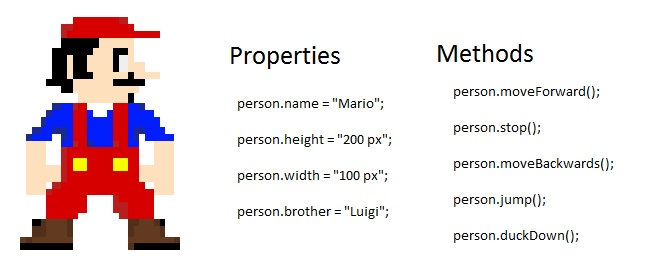 Properties
person.name = "Mario";
person.height = "200 px";
person.width = "100 px";
person.brother = "Luigi";
Methods
person.moveForward();
person.stop();
person.moveBackwards();
person.jump();
person.duckDown();